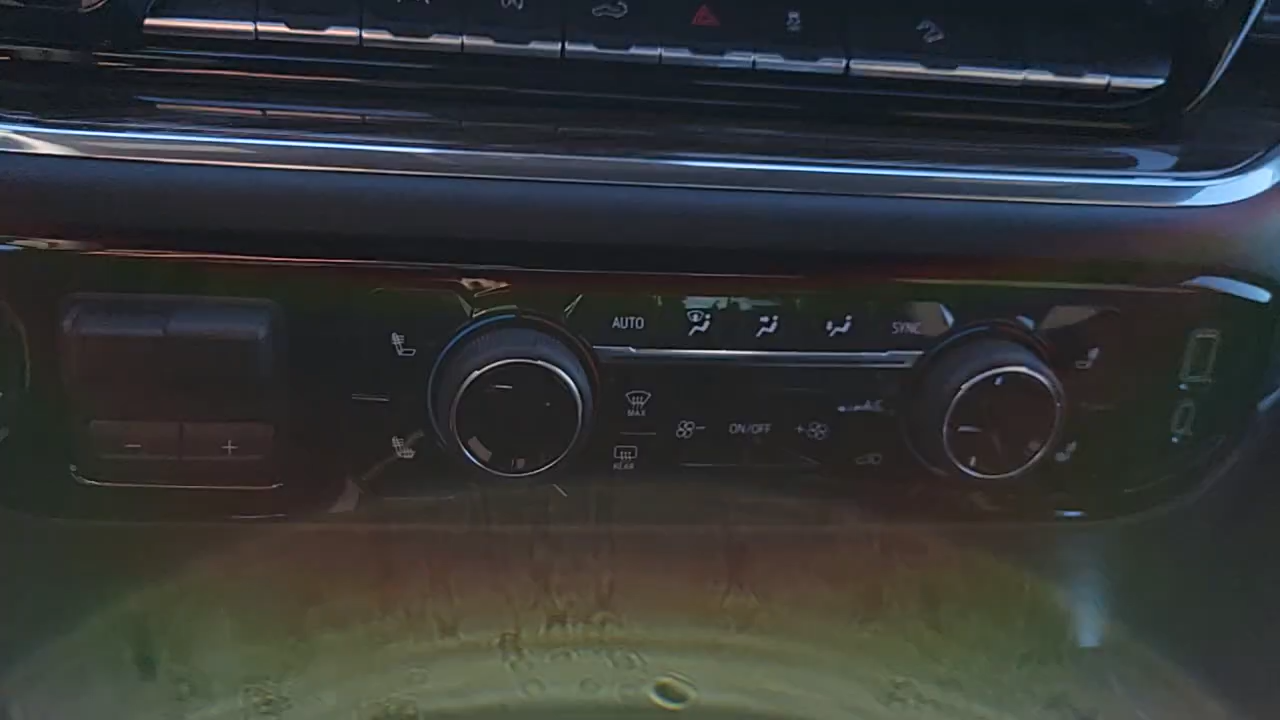 AUTO
SYNC
MAX
A/C
− +
− ON/OFF +
REAR